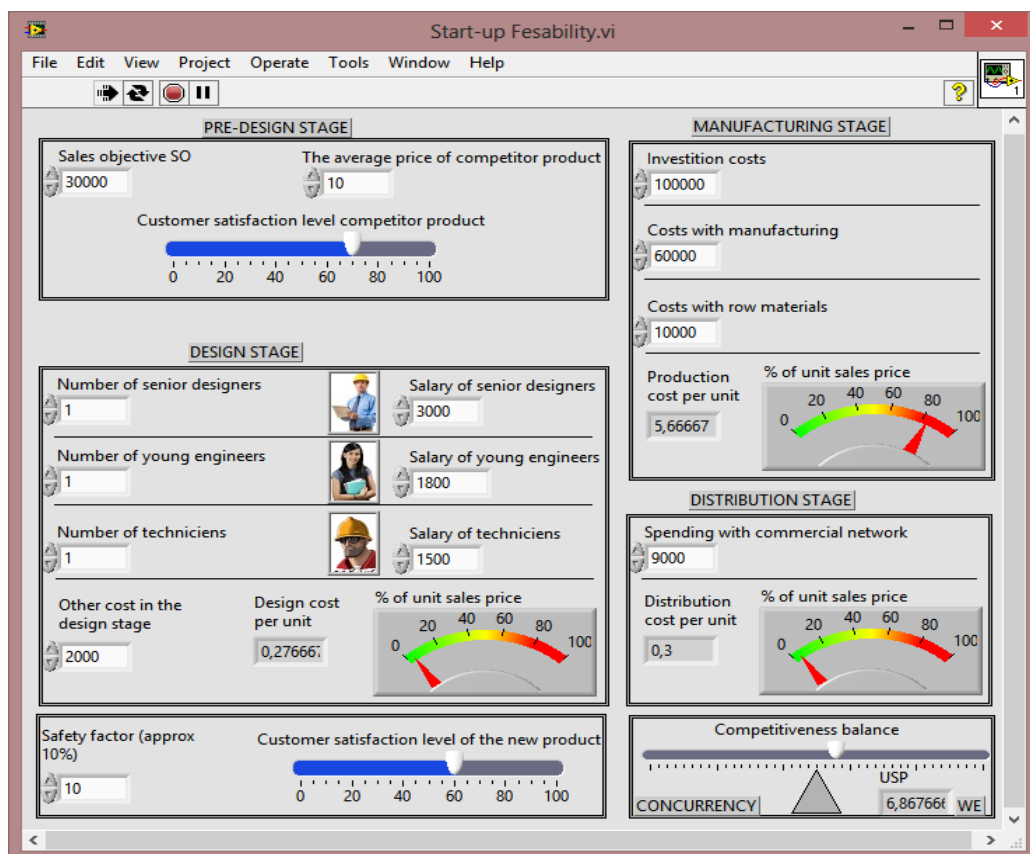 Start-up Fesability.vi
File Edit View Project Operate Tools Window Help
1
PRE-DESIGN STAGE
Sales objective SO
30000
The average price of competitor product
10
Customer satisfaction level competitor product
0 20 40 60 80 100
DESIGN STAGE
Number of senior designers
1
Salary of senior designers
3000
Number of young engineers
1
Salary of young engineers
1800
Number of techniciens
1
Salary of techniciens
1500
Other cost in the
design stage
2000
Design cost
per unit
0,276667
% of unit sales price
0 20 40 60 80 100
Safety factor (approx
10%)
10
Customer satisfaction level of the new product
0 20 40 60 80 100
MANUFACTURING STAGE
Investition costs
100000
Costs with manufacturing
60000
Costs with row materials
10000
Production
cost per unit
5,66667
% of unit sales price
0 20 40 60 80 100
DISTRIBUTION STAGE
Spending with commercial network
9000
Distribution
cost per unit
0,3
% of unit sales price
0 20 40 60 80 100
Competitiveness balance
USP
CONCURRENCY 6,867666 WE